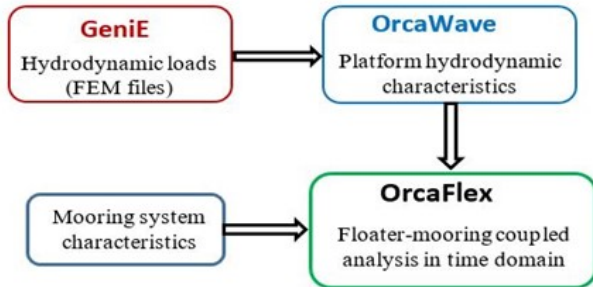 GeniE
Hydrodynamic loads
(FEM files)
OrcaWave
Platform hydrodynamic
characteristics
Mooring system
characteristics
OrcaFlex
Floater-mooring coupled
analysis in time domain